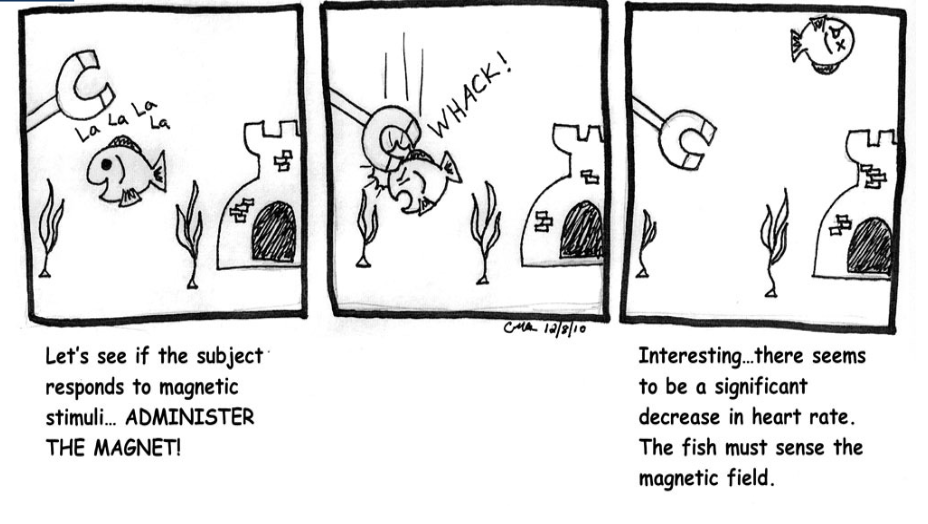 La La La
La
WHACK!
CMA 12/8/10
Let's see if the subject
responds to magnetic
stimuli... ADMINISTER
THE MAGNET!
Interesting...there seems
to be a significant
decrease in heart rate.
The fish must sense the
magnetic field.